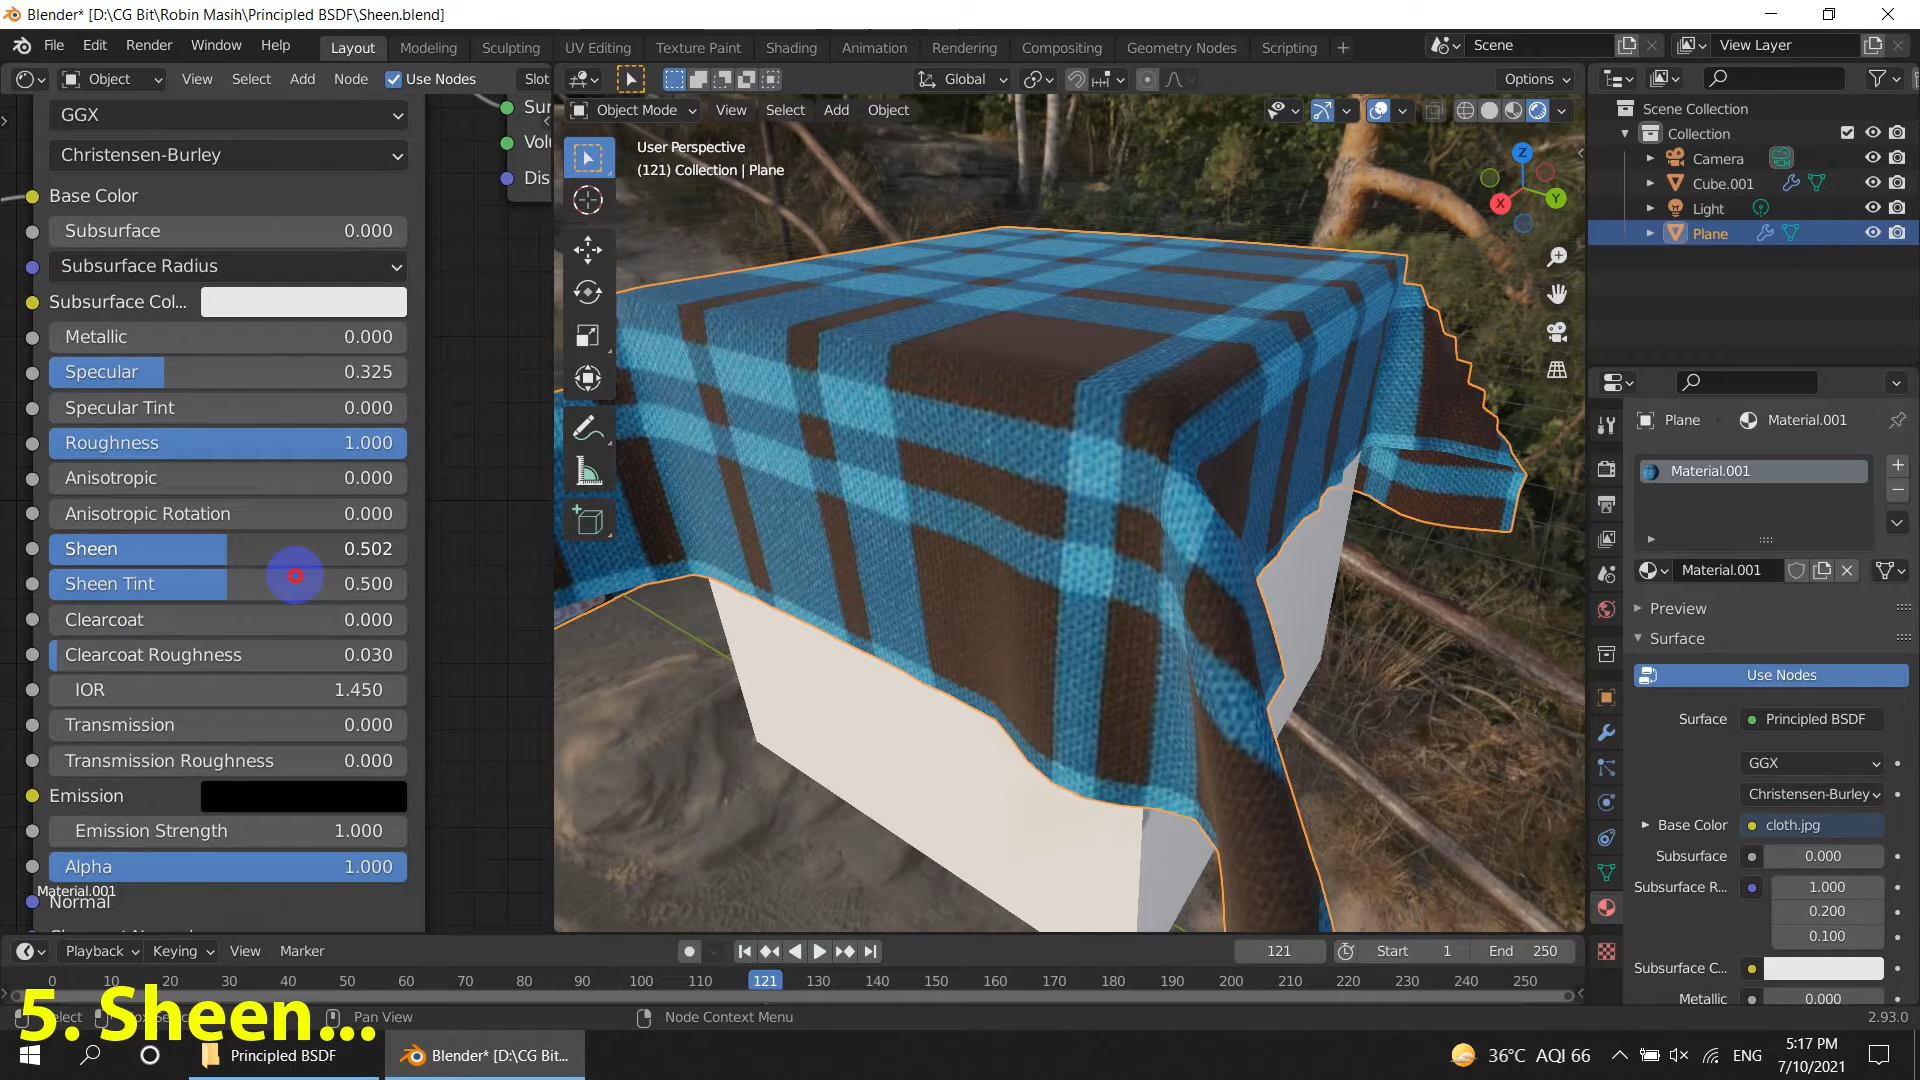 Blender* [D:\CG Bit\Robin Masih\Principled BSDF\Sheen.blend]
File Edit Render Window Help Layout Modeling Sculpting UV Editing Texture Paint Shading Animation Rendering Compositing Geometry Nodes Scripting + Scene View Layer
Object View Select Add Node Use Nodes Slot Global Options
GGX
Christensen-Burley
Base Color
Subsurface 0.000
Subsurface Radius
Subsurface Col...
Metallic 0.000
Specular 0.325
Specular Tint 0.000
Roughness 1.000
Anisotropic 0.000
Anisotropic Rotation 0.000
Sheen 0.502
Sheen Tint 0.500
Clearcoat 0.000
Clearcoat Roughness 0.030
IOR 1.450
Transmission 0.000
Transmission Roughness 0.000
Emission
Emission Strength 1.000
Alpha 1.000
Material.001
Normal
Sur
Volu
Dis
Object Mode View Select Add Object
User Perspective
(121) Collection | Plane
Z
X Y
Scene Collection
Collection
Camera
Cube.001
Light
Plane
Plane Material.001
Material.001
Material.001
Preview
Surface
Use Nodes
Surface Principled BSDF
GGX
Christensen-Burley
Base Color cloth.jpg
Subsurface 0.000
Subsurface R... 1.000
0.200
0.100
Subsurface C...
Metallic 0.000
Playback Keying View Marker 121 Start 1 End 250
0 10 20 30 40 50 60 70 80 90 100 110 121 130 140 150 160 170 180 190 200 210 220 230 240 250
5. Sheen...
Pan View Node Context Menu 2.93.0
Principled BSDF Blender* [D:\CG Bit... 36°C AQI 66 ENG 5:17 PM
7/10/2021